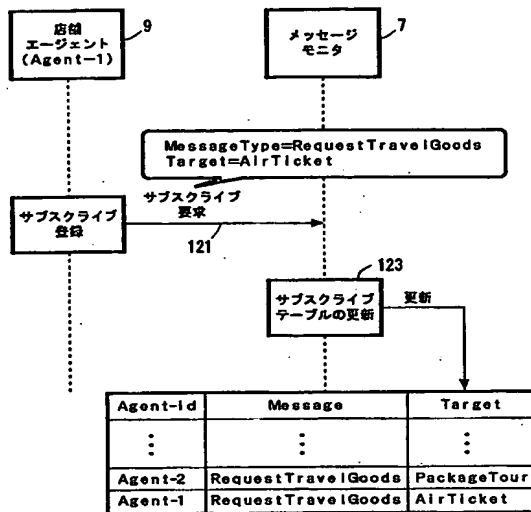 店舗
エージェント
(Agent-1)
9
メッセージ
モニタ
7
MessageType=RequestTravelGoods
Target=AirTicket
サブスクライブ
登録
サブスクライブ
要求
121
サブスクライブ
テーブルの更新
123
更新
Agent-id Message Target
⋮ ⋮ ⋮
Agent-2 RequestTravelGoods PackageTour
Agent-1 RequestTravelGoods AirTicket